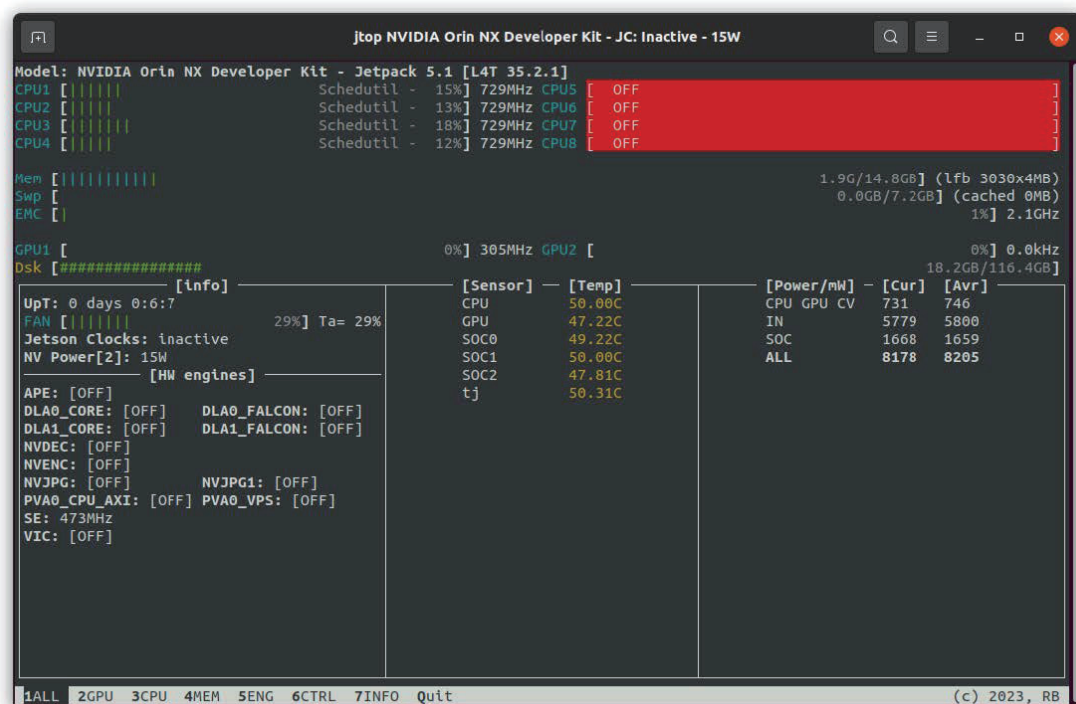 jtop NVIDIA Orin NX Developer Kit - JC: Inactive - 15W
Model: NVIDIA Orin NX Developer Kit - Jetpack 5.1 [L4T 35.2.1]
CPU1 [|||||| Schedutil - 15%] 729MHz CPU5 [ OFF ]
CPU2 [||||| Schedutil - 13%] 729MHz CPU6 [ OFF ]
CPU3 [||||||| Schedutil - 18%] 729MHz CPU7 [ OFF ]
CPU4 [||||| Schedutil - 12%] 729MHz CPU8 [ OFF ]
Mem [||||||||||| 1.9G/14.8GB] (lfb 3030x4MB)
Swp [ 0.0GB/7.2GB] (cached 0MB)
EMC [| 1%] 2.1GHz
GPU1 [ 0%] 305MHz GPU2 [ 0%] 0.0kHz
Dsk [################ 18.2GB/116.4GB]
[info] [Sensor] [Temp] [Power/mW] [Cur] [Avr]
UpT: 0 days 0:6:7 CPU 50.00C CPU GPU CV 731 746
FAN [||||||| 29%] Ta= 29% GPU 47.22C IN 5779 5800
Jetson Clocks: inactive SOC0 49.22C SOC 1668 1659
NV Power[2]: 15W SOC1 50.00C ALL 8178 8205
[HW engines] SOC2 47.81C
APE: [OFF] tj 50.31C
DLA0_CORE: [OFF] DLA0_FALCON: [OFF]
DLA1_CORE: [OFF] DLA1_FALCON: [OFF]
NVDEC: [OFF]
NVENC: [OFF]
NVJPG: [OFF] NVJPG1: [OFF]
PVA0_CPU_AXI: [OFF] PVA0_VPS: [OFF]
SE: 473MHz
VIC: [OFF]
1ALL 2GPU 3CPU 4MEM 5ENG 6CTRL 7INFO Quit (c) 2023, RB